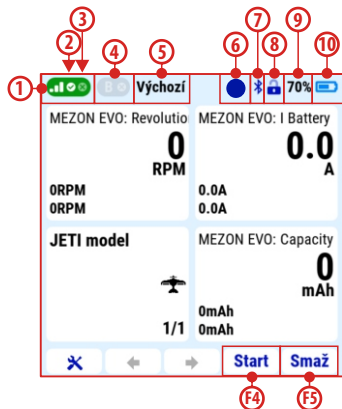 3
2
4
5
6
7
8
9
10
1
B
Výchozí
70%
MEZON EVO: Revolutio
0
RPM
0RPM
0RPM
MEZON EVO: I Battery
0.0
A
0.0A
0.0A
JETI model
1/1
MEZON EVO: Capacity
0
mAh
0mAh
0mAh
Start
Smaž
F4
F5